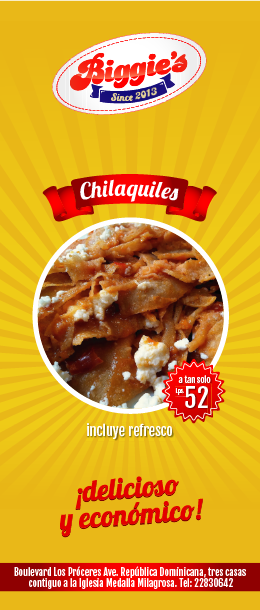 Biggie's
Since 2013
Chilaquiles
a tan solo
Lps. 52
incluye refresco
¡delicioso
y económico!
Boulevard Los Próceres Ave. República Dominicana, tres casas
contiguo a la Iglesía Medalla Milagrosa. Tel: 22830642